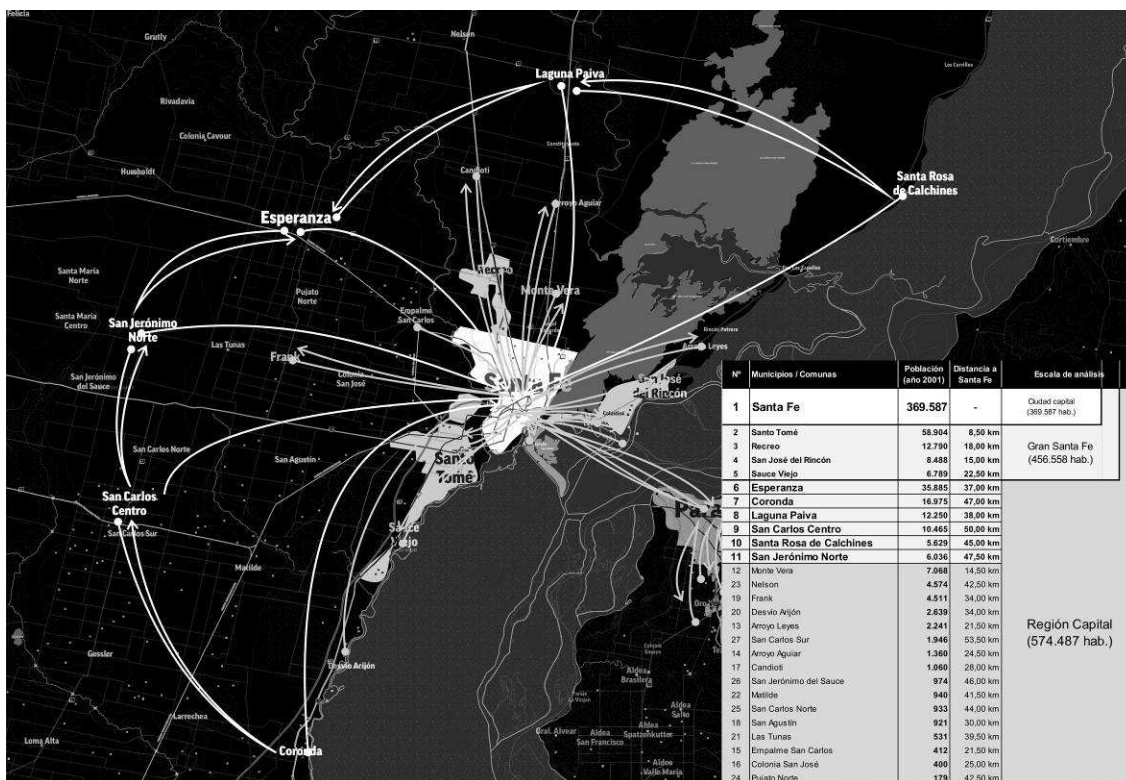 Felicia
Grutly
Nelson
Los Corrillos
Laguna Paiva
Rivadavia
Colonia Cavour
Humboldt
Candioti
Santa Rosa
de Calchines
Arroyo Aguiar
Esperanza
Santa María
Norte
Recreo
Pujato
Norte
Monte Vera
Empalme
San Carlos
Santa María
Centro
San Jerónimo
Norte
Las Tunas
Frank
Rincón Potrero
Arroyo Leyes
Colonia
San José
Santa Fe
San José
del Rincón
San Jerónimo
del Sauce
San Carlos Norte
San Agustín
Santo
Tomê
San Carlos
Centro
San Carlos Sur
Sauce
Viejo
Matilde
Gessler
Desvío Arijón
Larrechea
Loma Alta
Coronda
Aldea
Brasilera
Aldea
Salto
Gral. Alvear
Aldea
San Francisco
Aldea
Spatzenkutter
Aldea
Valle María
Nº Municipios / Comunas Población (año 2001) Distancia a Santa Fe Escala de análisis
1 Santa Fe 369.587 - Ciudad capital (369.587 hab.)
2 Santo Tomé 58.904 8,50 km
3 Recreo 12.790 18,00 km Gran Santa Fe
4 San José del Rincón 8.488 15,00 km (456.558 hab.)
5 Sauce Viejo 6.789 22,50 km
6 Esperanza 35.885 37,00 km
7 Coronda 16.975 47,00 km
8 Laguna Paiva 12.250 38,00 km
9 San Carlos Centro 10.465 50,00 km
10 Santa Rosa de Calchines 5.629 45,00 km
11 San Jerónimo Norte 6.036 47,50 km
12 Monte Vera 7.068 14,50 km
23 Nelson 4.574 42,50 km
19 Frank 4.511 34,00 km
20 Desvío Arijón 2.639 34,00 km
13 Arroyo Leyes 2.241 21,50 km Región Capital
27 San Carlos Sur 1.946 53,50 km (574.487 hab.)
14 Arroyo Aguiar 1.360 24,50 km
17 Candioti 1.060 28,00 km
26 San Jerónimo del Sauce 974 46,00 km
22 Matilde 940 41,50 km
25 San Carlos Norte 933 44,00 km
18 San Agustín 921 30,00 km
21 Las Tunas 531 39,50 km
15 Empalme San Carlos 412 21,50 km
16 Colonia San José 400 25,00 km
24 Pujato Norte 179 42,50 km